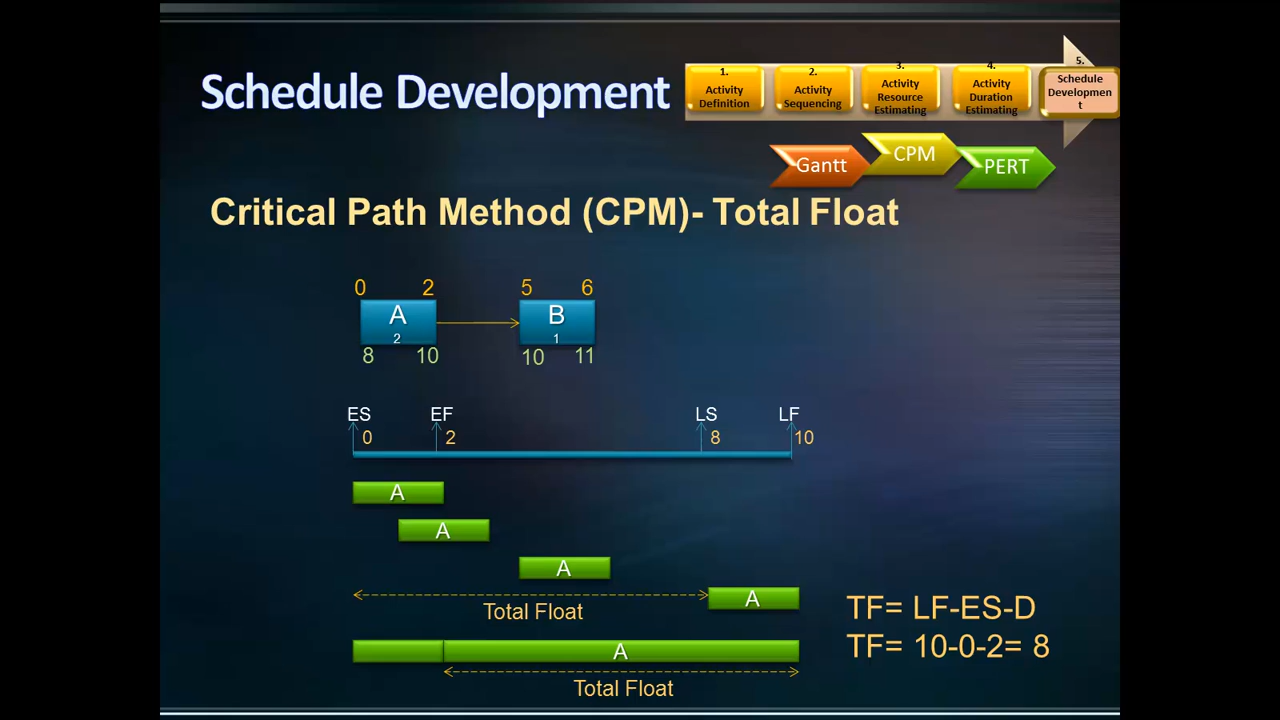 Schedule Development
1.
Activity
Definition
2.
Activity
Sequencing
3.
Activity
Resource
Estimating
4.
Activity
Duration
Estimating
5.
Schedule
Developmen
t
Gantt
CPM
PERT
Critical Path Method (CPM)- Total Float
0 2 5 6
A B
2 1
8 10 10 11
ES EF LS LF
0 2 8 10
A
A
A
A
Total Float
TF= LF-ES-D
TF= 10-0-2= 8
A
Total Float